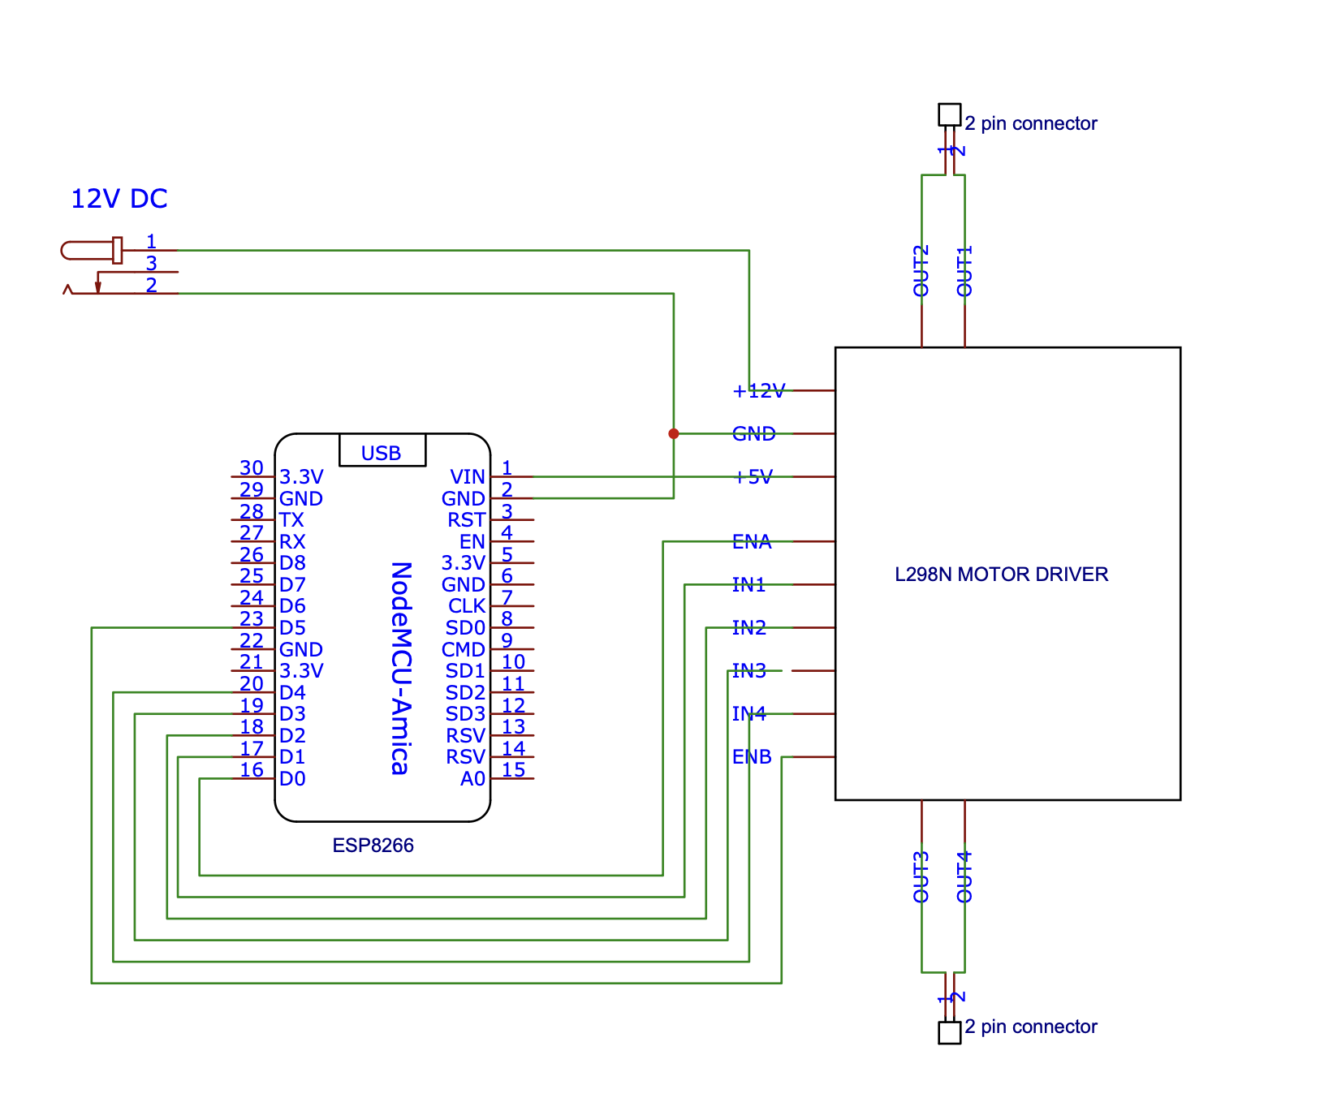 2 pin connector
1 2
12V DC
1
3
2
OUT2 OUT1
+12V
GND
+5V
ENA
IN1
IN2
IN3
IN4
ENB
L298N MOTOR DRIVER
USB
30 3.3V VIN 1
29 GND GND 2
28 TX RST 3
27 RX EN 4
26 D8 3.3V 5
25 D7 GND 6
24 D6 CLK 7
23 D5 SD0 8
22 GND CMD 9
21 3.3V SD1 10
20 D4 SD2 11
19 D3 SD3 12
18 D2 RSV 13
17 D1 RSV 14
16 D0 A0 15
NodeMCU-Amica
ESP8266
OUT3 OUT4
1 2
2 pin connector